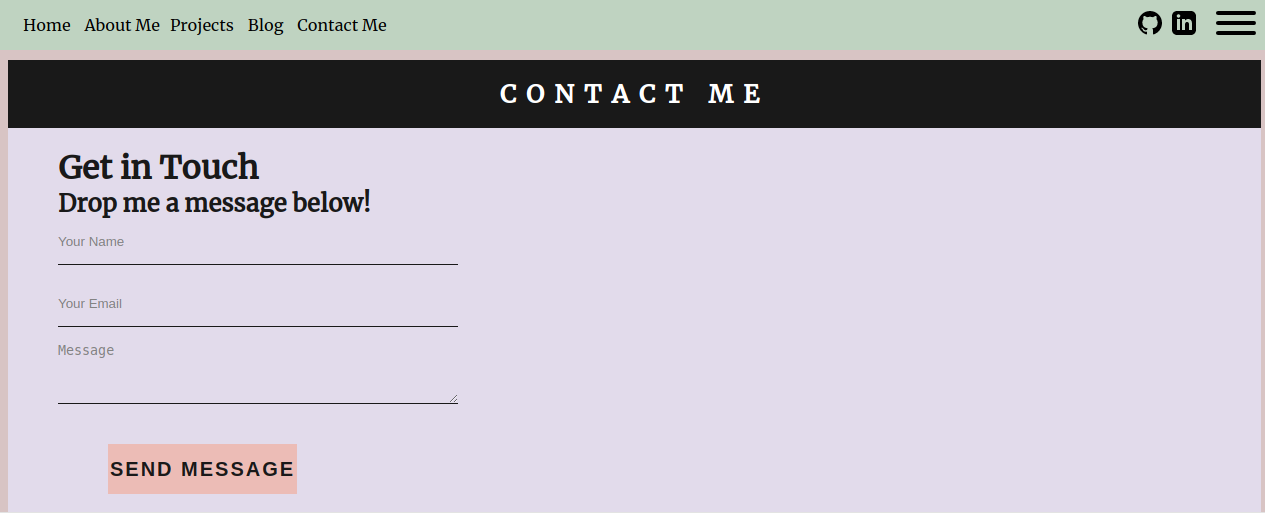 Home About Me Projects Blog Contact Me in
CONTACT ME
Get in Touch
Drop me a message below!
Your Name
Your Email
Message
SEND MESSAGE